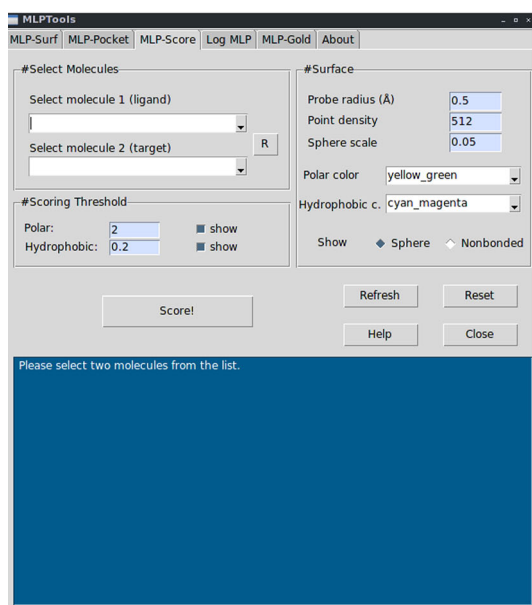 MLPTools
MLP-Surf MLP-Pocket MLP-Score Log MLP MLP-Gold About
#Select Molecules
Select molecule 1 (ligand)
Select molecule 2 (target)
R
#Scoring Threshold
Polar: 2 show
Hydrophobic: 0.2 show
#Surface
Probe radius (Å) 0.5
Point density 512
Sphere scale 0.05
Polar color yellow_green
Hydrophobic c. cyan_magenta
Show Sphere Nonbonded
Score!
Refresh Reset
Help Close
Please select two molecules from the list.